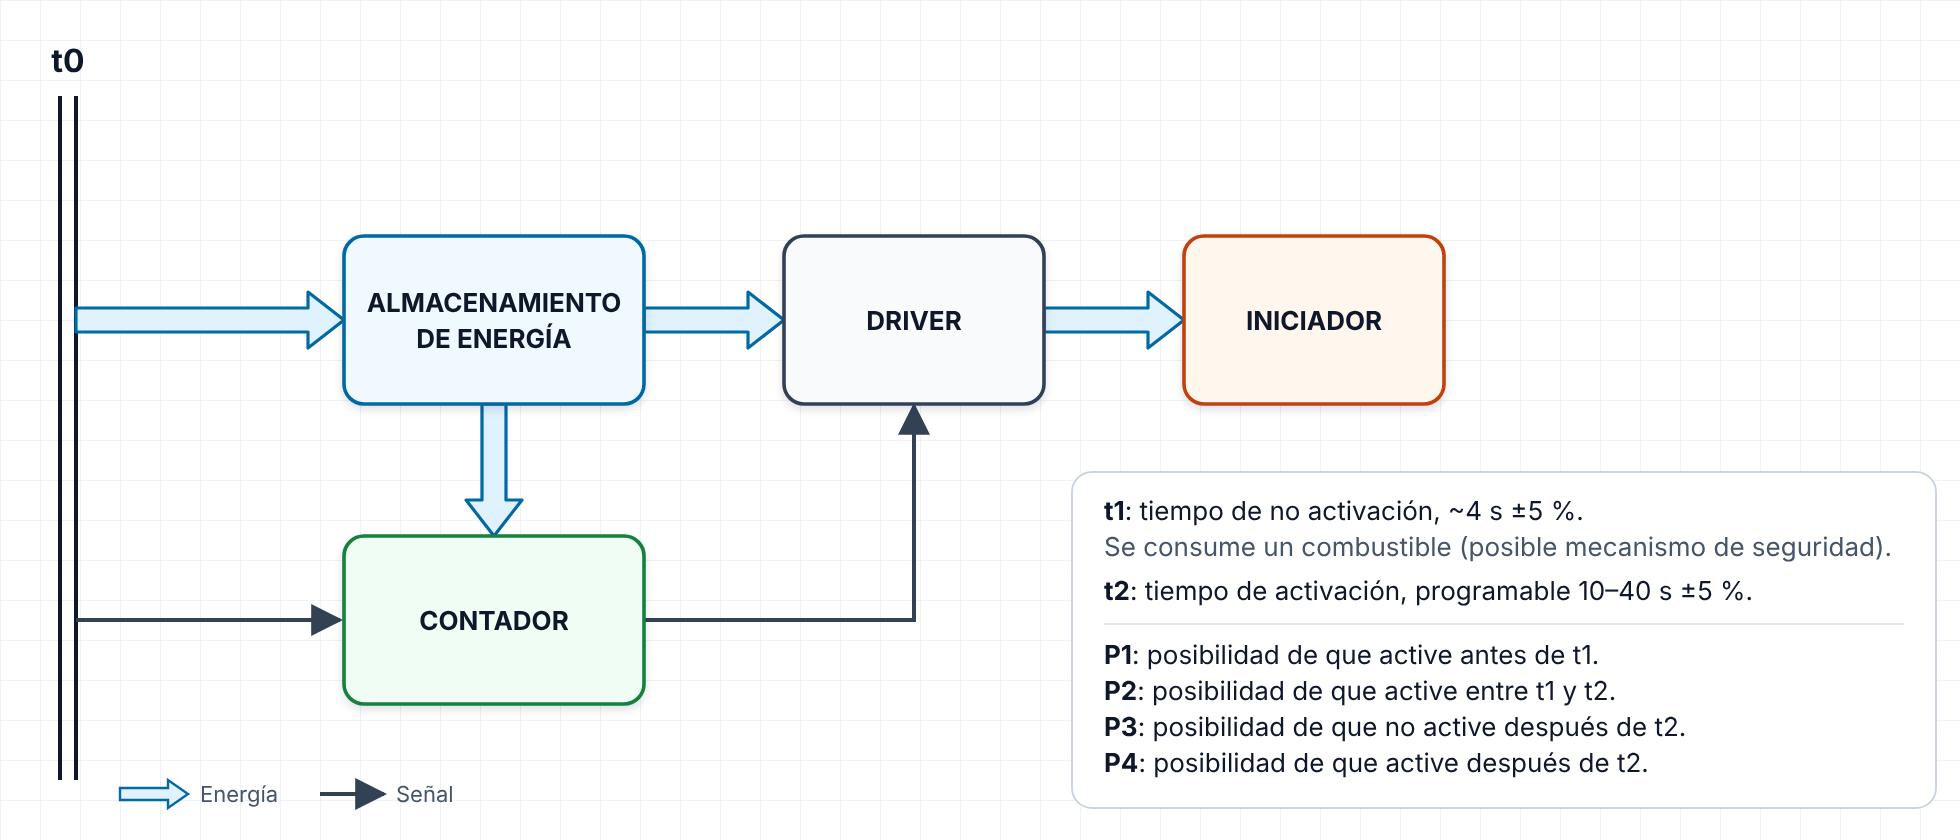 t0
ALMACENAMIENTO
DE ENERGÍA
DRIVER
INICIADOR
CONTADOR
t1: tiempo de no activación, ~4 s ±5 %.
Se consume un combustible (posible mecanismo de seguridad).
t2: tiempo de activación, programable 10–40 s ±5 %.
P1: posibilidad de que active antes de t1.
P2: posibilidad de que active entre t1 y t2.
P3: posibilidad de que no active después de t2.
P4: posibilidad de que active después de t2.
Energía
Señal